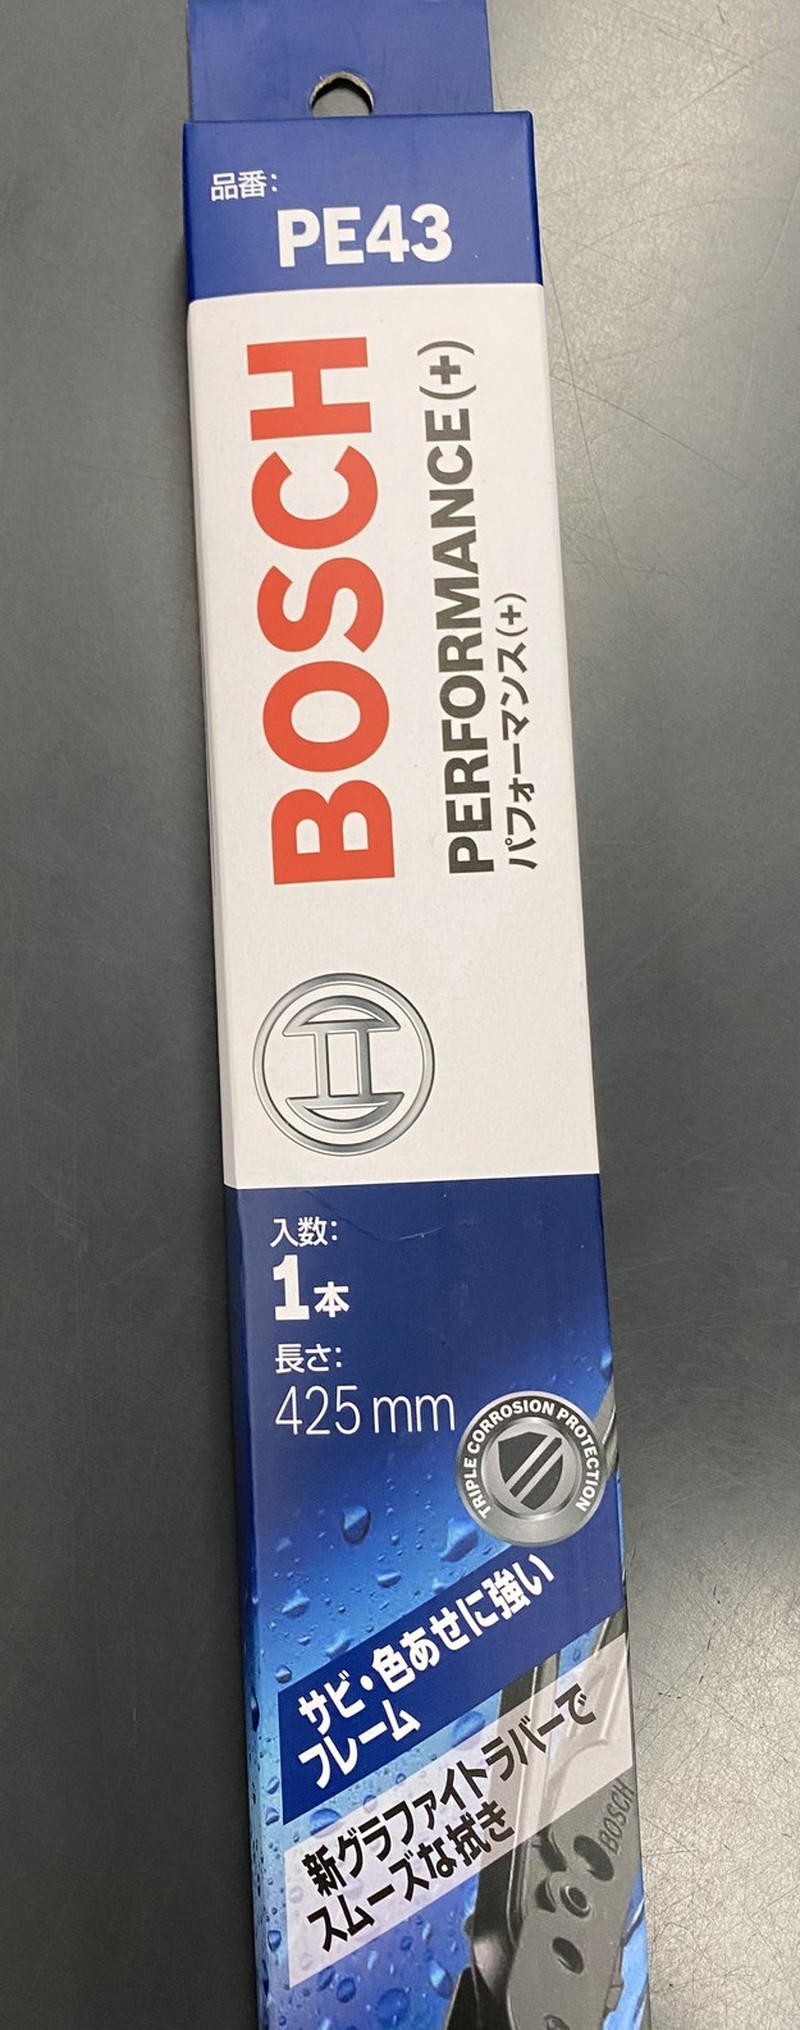 品番:
PE43
BOSCH
PERFORMANCE(+)
パフォーマンス(+)
入数:
1本
長さ:
425mm
TRIPLE CORROSION PROTECTION
サビ・色あせに強い
フレーム
新グラファイトラバーで
スムーズな拭き
BOSCH